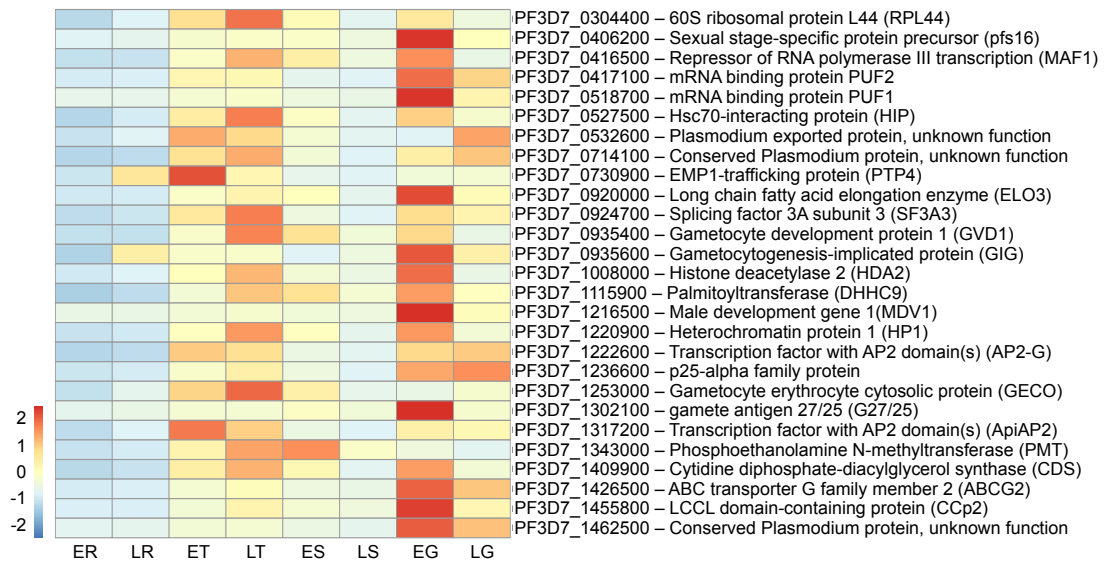 PF3D7_0304400 – 60S ribosomal protein L44 (RPL44)
PF3D7_0406200 – Sexual stage-specific protein precursor (pfs16)
PF3D7_0416500 – Repressor of RNA polymerase III transcription (MAF1)
PF3D7_0417100 – mRNA binding protein PUF2
PF3D7_0518700 – mRNA binding protein PUF1
PF3D7_0527500 – Hsc70-interacting protein (HIP)
PF3D7_0532600 – Plasmodium exported protein, unknown function
PF3D7_0714100 – Conserved Plasmodium protein, unknown function
PF3D7_0730900 – EMP1-trafficking protein (PTP4)
PF3D7_0920000 – Long chain fatty acid elongation enzyme (ELO3)
PF3D7_0924700 – Splicing factor 3A subunit 3 (SF3A3)
PF3D7_0935400 – Gametocyte development protein 1 (GVD1)
PF3D7_0935600 – Gametocytogenesis-implicated protein (GIG)
PF3D7_1008000 – Histone deacetylase 2 (HDA2)
PF3D7_1115900 – Palmitoyltransferase (DHHC9)
PF3D7_1216500 – Male development gene 1(MDV1)
PF3D7_1220900 – Heterochromatin protein 1 (HP1)
PF3D7_1222600 – Transcription factor with AP2 domain(s) (AP2-G)
PF3D7_1236600 – p25-alpha family protein
PF3D7_1253000 – Gametocyte erythrocyte cytosolic protein (GECO)
PF3D7_1302100 – gamete antigen 27/25 (G27/25)
PF3D7_1317200 – Transcription factor with AP2 domain(s) (ApiAP2)
PF3D7_1343000 – Phosphoethanolamine N-methyltransferase (PMT)
PF3D7_1409900 – Cytidine diphosphate-diacylglycerol synthase (CDS)
PF3D7_1426500 – ABC transporter G family member 2 (ABCG2)
PF3D7_1455800 – LCCL domain-containing protein (CCp2)
PF3D7_1462500 – Conserved Plasmodium protein, unknown function
2
1
0
-1
-2
ER LR ET LT ES LS EG LG